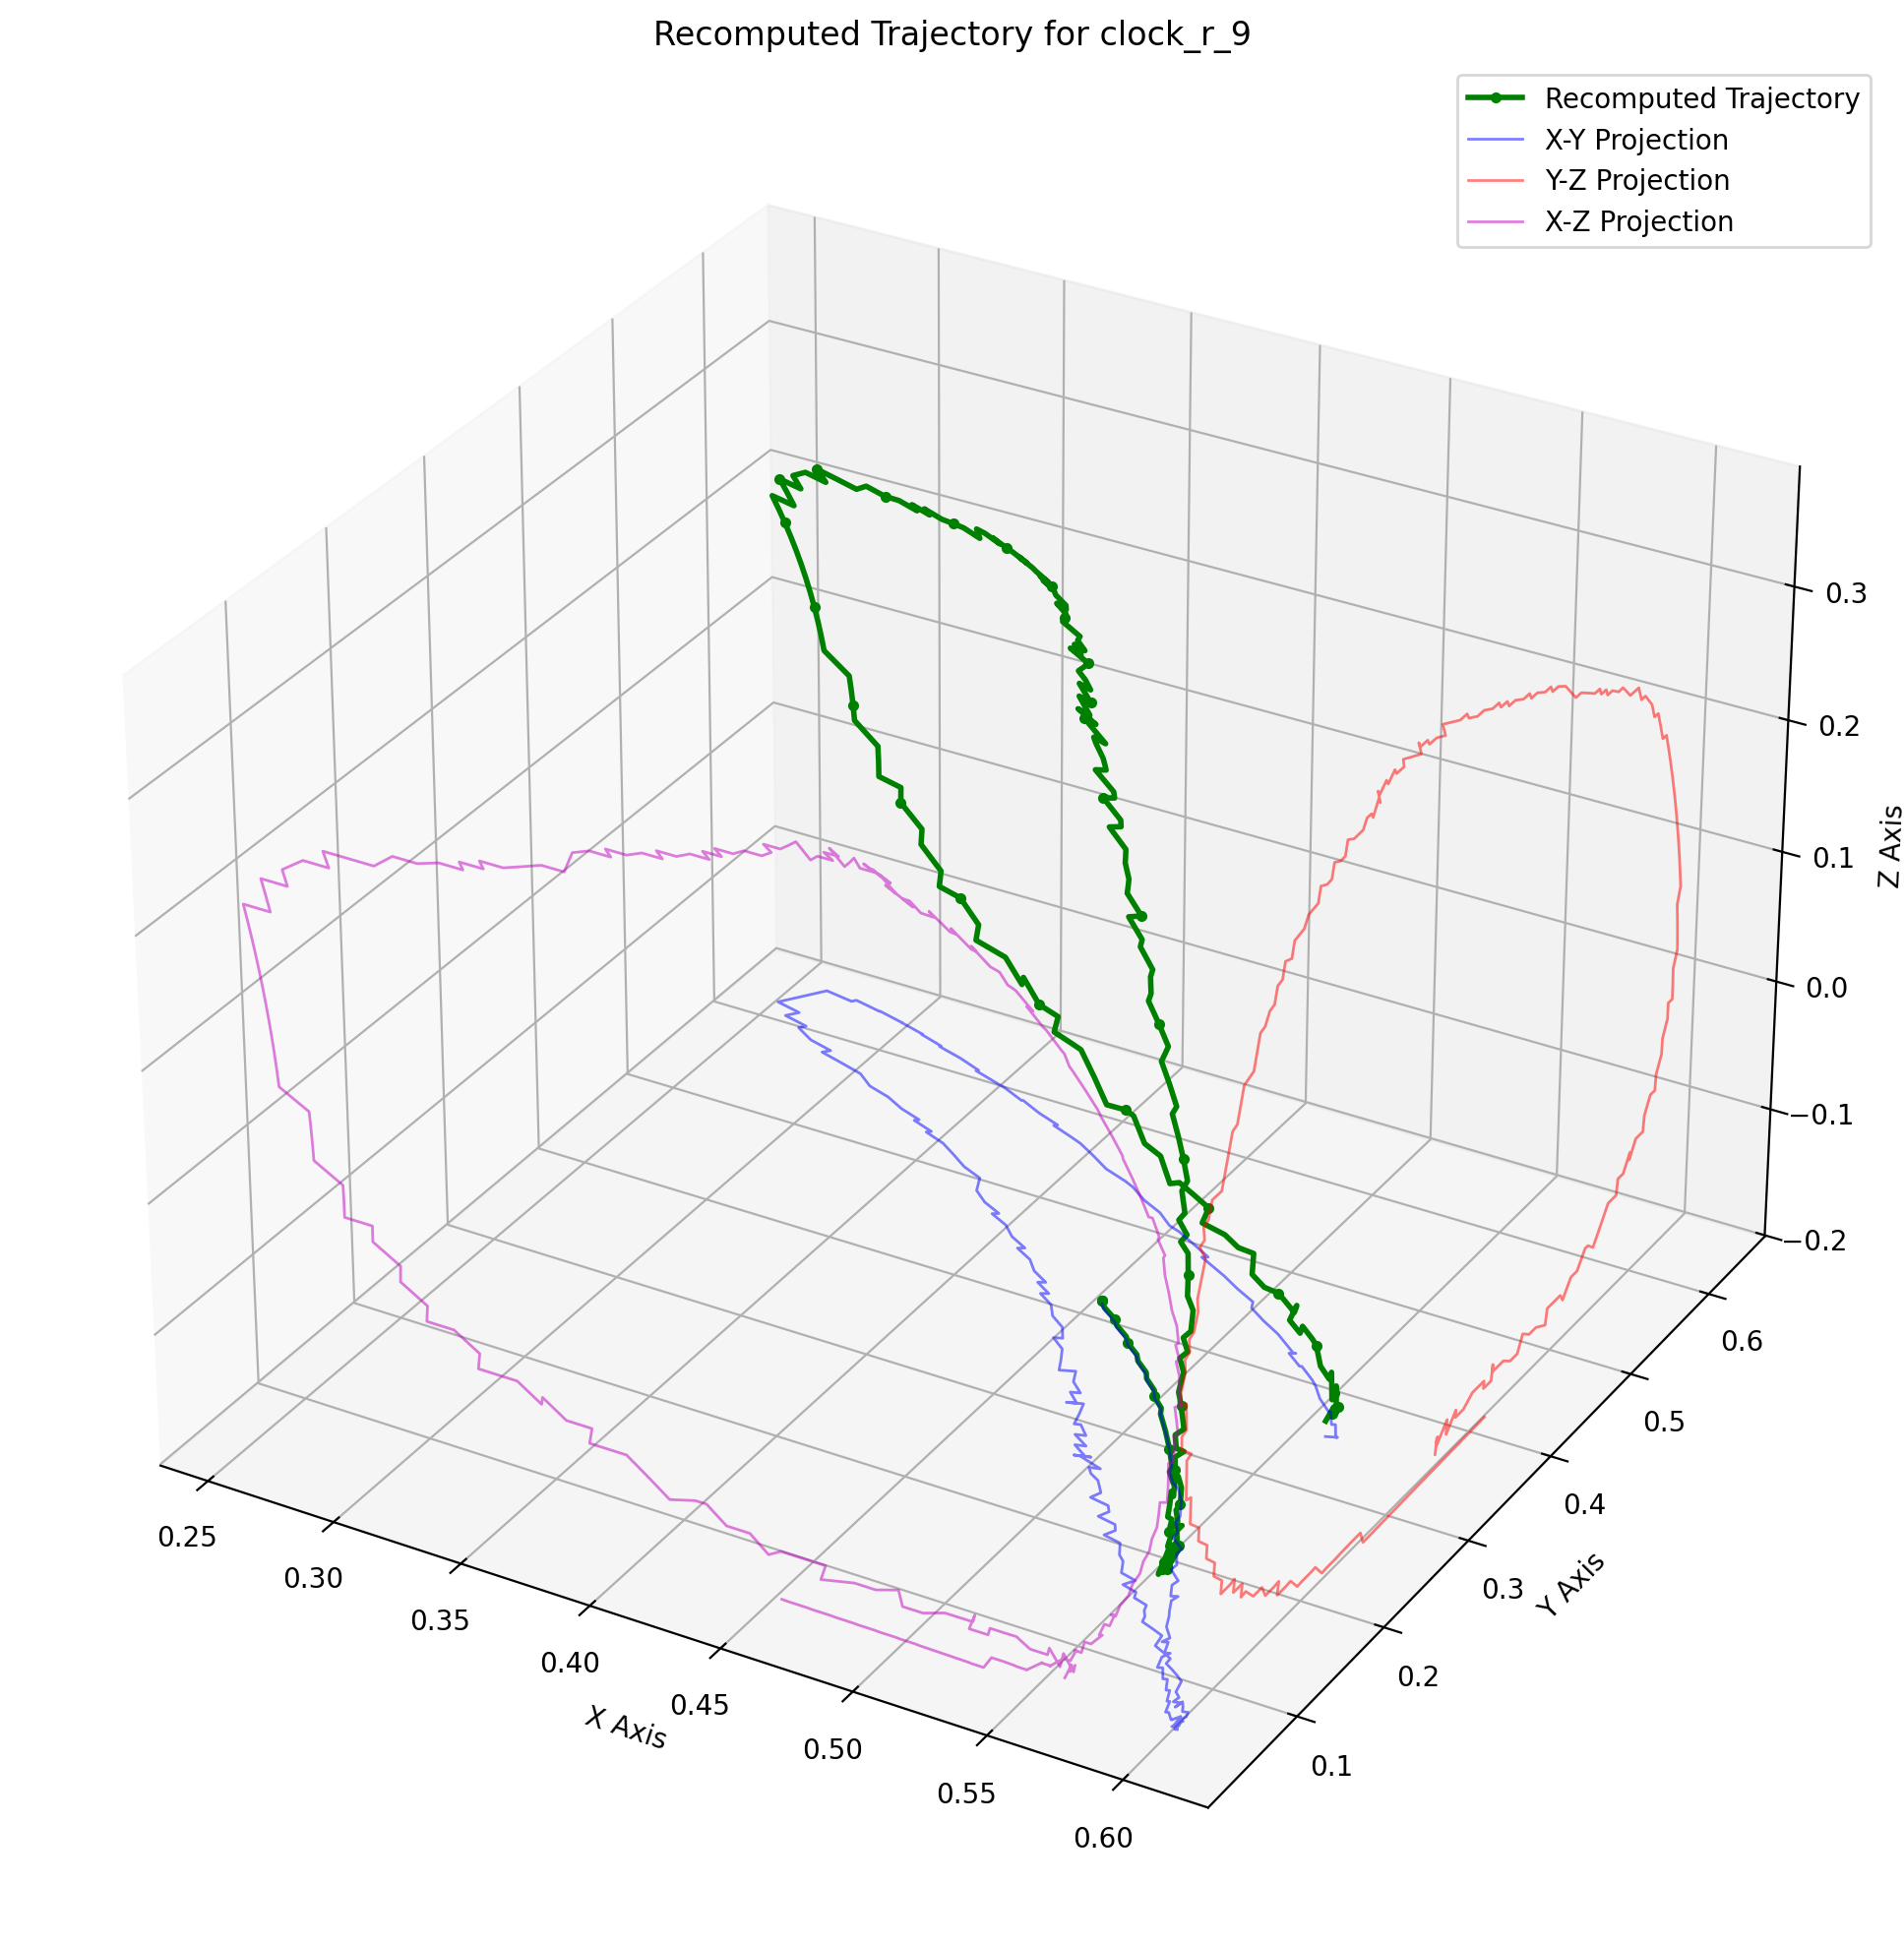 Recomputed Trajectory for clock_r_9
Recomputed Trajectory
X-Y Projection
Y-Z Projection
X-Z Projection
0.3
0.2
0.1
0.0
−0.1
−0.2
Z Axis
0.6
0.5
0.4
0.3
0.2
0.1
Y Axis
0.25
0.30
0.35
0.40
0.45
0.50
0.55
0.60
X Axis